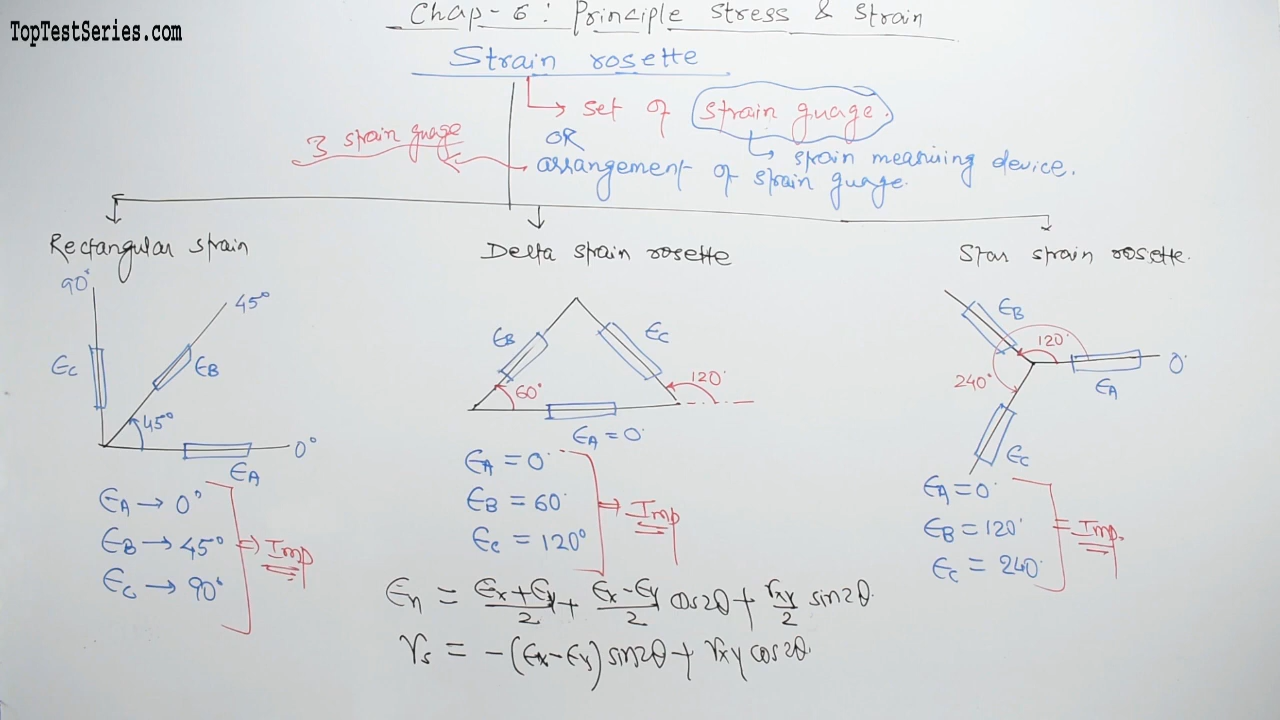 TopTestSeries.com
Chap-6 : Principle stress & strain
Strain rosette
set of strain guage.
3 strain guage
OR
strain measuring device.
arrangement of strain guage.
Rectangular strain
Delta strain rosette
Star strain rosette.
90°
45°
ϵC
ϵB
45°
0°
ϵA
ϵA → 0°
ϵB → 45°
ϵC → 90°
⇒ Imp
ϵB
ϵC
60°
120°
ϵA = 0°
ϵA = 0°
ϵB = 60°
ϵC = 120°
⇒ Imp
ϵB
120°
0°
240°
ϵA
ϵC
ϵA = 0°
ϵB = 120°
ϵC = 240°
= Imp.
ϵn = (ϵx+ϵy)/2 + (ϵx-ϵy)/2 cos2θ + γxy/2 sin2θ
γs = -(ϵx-ϵy) sin2θ + γxy cos2θ.